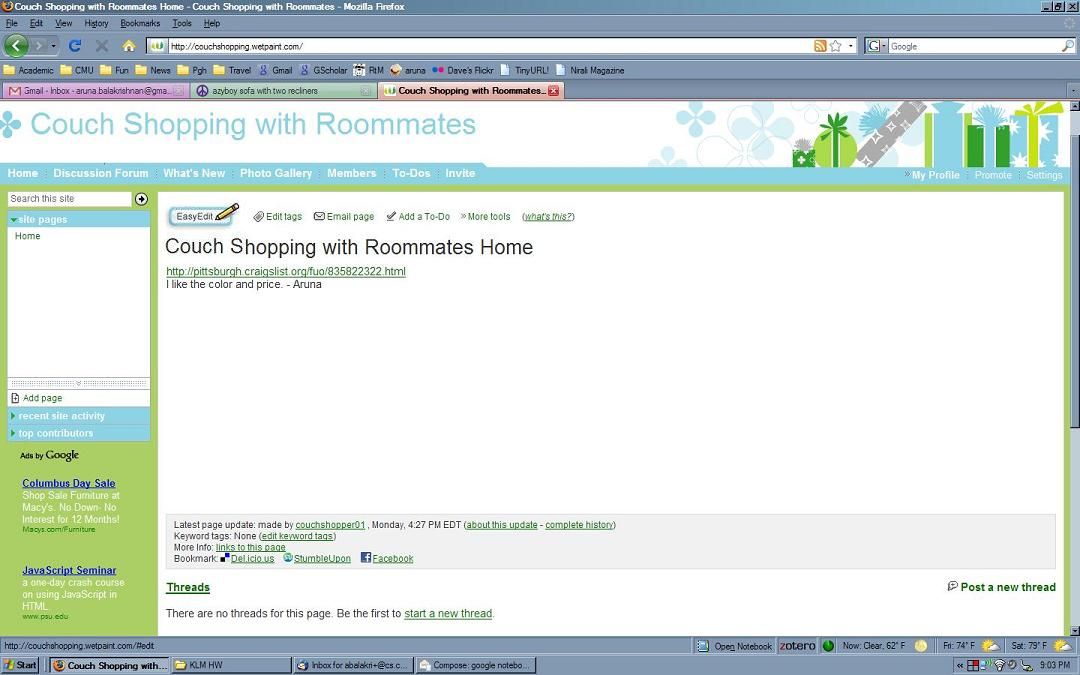 Couch Shopping with Roommates Home - Couch Shopping with Roommates - Mozilla Firefox
File Edit View History Bookmarks Tools Help
http://couchshopping.wetpaint.com/ G Google
Academic CMU Fun News Pgh Travel Gmail GScholar RtM aruna Dave's Flickr TinyURL! Nirali Magazine
Gmail - Inbox - aruna.balakrishnan@gma... azyboy sofa with two recliners Couch Shopping with Roommates...
Couch Shopping with Roommates
Home Discussion Forum What's New Photo Gallery Members To-Dos Invite » My Profile Promote Settings
Search this site
site pages
Home
Add page
recent site activity
top contributors
Ads by Google
Columbus Day Sale
Shop Sale Furniture at
Macy's. No Down- No
Interest for 12 Months!
Macys.com/Furniture
JavaScript Seminar
a one-day crash course
on using JavaScript in
HTML.
www.psu.edu
EasyEdit Edit tags Email page Add a To-Do » More tools (what's this?)
Couch Shopping with Roommates Home
http://pittsburgh.craigslist.org/fuo/835822322.html
I like the color and price. - Aruna
Latest page update: made by couchshopper01 , Monday, 4:27 PM EDT (about this update - complete history)
Keyword tags: None (edit keyword tags)
More Info: links to this page
Bookmark: Del.icio.us StumbleUpon Facebook
Threads Post a new thread
There are no threads for this page. Be the first to start a new thread.
http://couchshopping.wetpaint.com/#edit Open Notebook zotero Now: Clear, 62° F Fri: 74° F Sat: 79° F
Start Couch Shopping with... KLM HW Inbox for abalakri+@cs.c... Compose: google notebo... « 9:03 PM